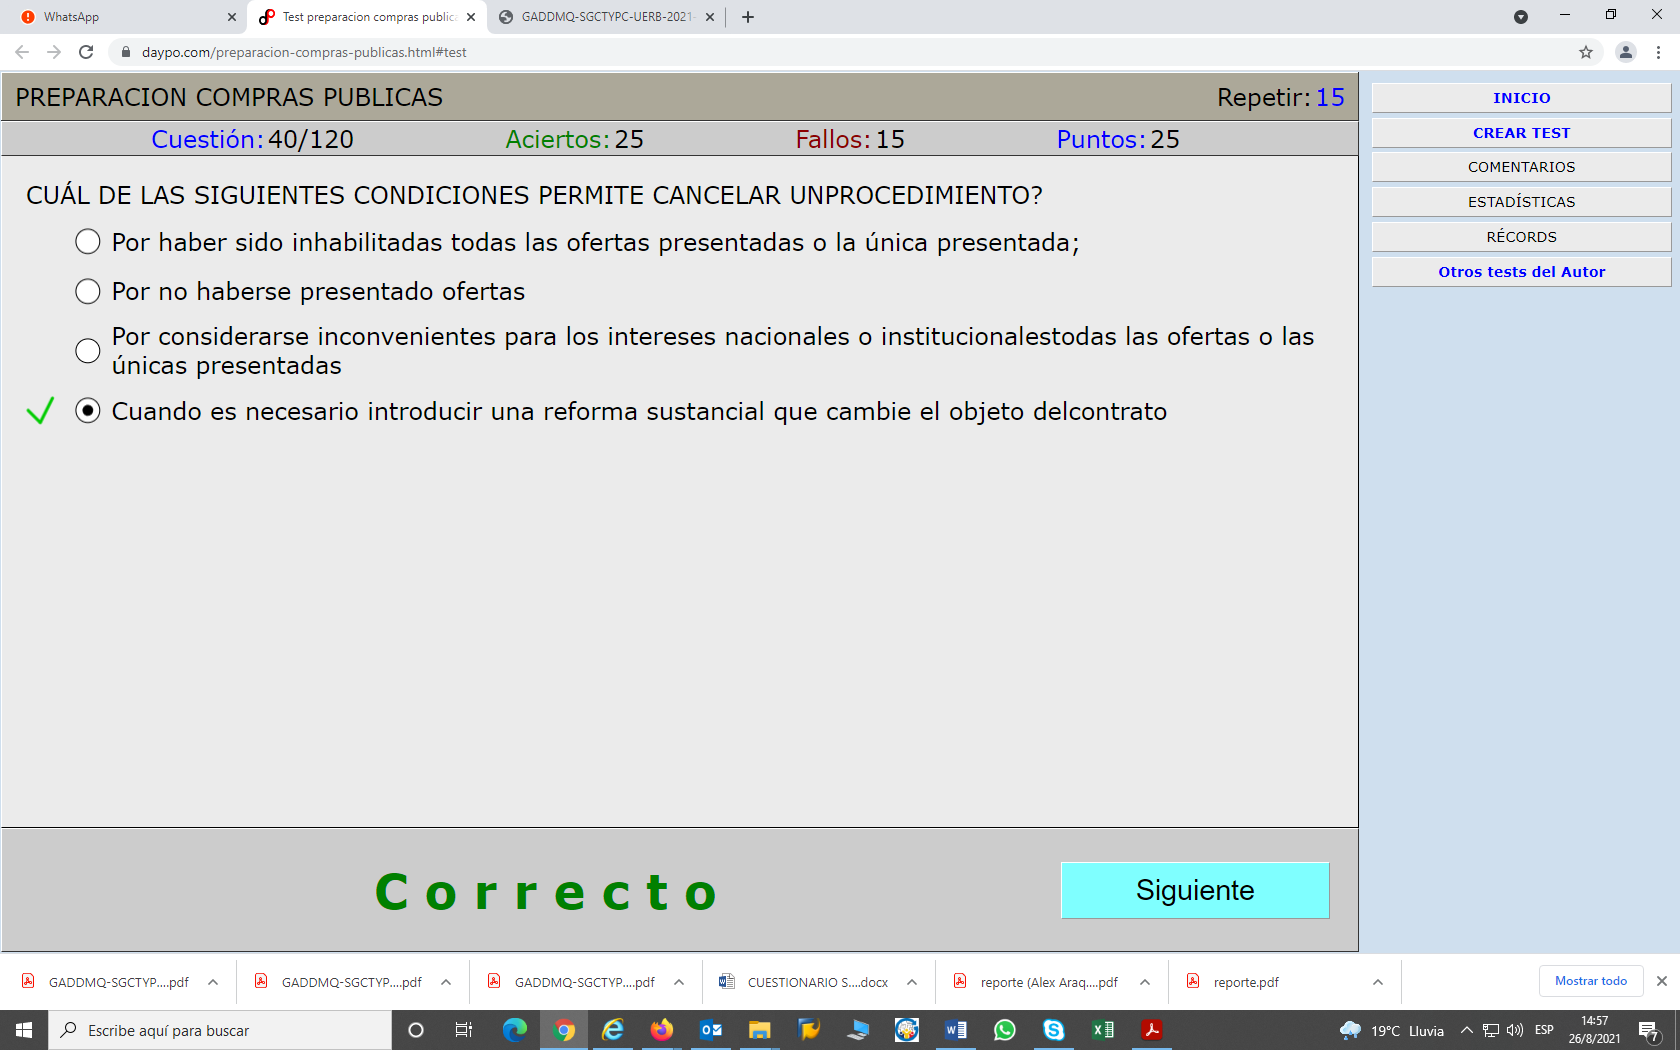 WhatsApp
Test preparacion compras publica
GADDMQ-SGCTYPC-UERB-2021-
daypo.com/preparacion-compras-publicas.html#test
PREPARACION COMPRAS PUBLICAS
Repetir: 15
Cuestión: 40/120
Aciertos: 25
Fallos: 15
Puntos: 25
CUÁL DE LAS SIGUIENTES CONDICIONES PERMITE CANCELAR UNPROCEDIMIENTO?
Por haber sido inhabilitadas todas las ofertas presentadas o la única presentada;
Por no haberse presentado ofertas
Por considerarse inconvenientes para los intereses nacionales o institucionalestodas las ofertas o las
únicas presentadas
Cuando es necesario introducir una reforma sustancial que cambie el objeto delcontrato
Correcto
Siguiente
INICIO
CREAR TEST
COMENTARIOS
ESTADÍSTICAS
RÉCORDS
Otros tests del Autor
GADDMQ-SGCTYP....pdf
GADDMQ-SGCTYP....pdf
GADDMQ-SGCTYP....pdf
CUESTIONARIO S....docx
reporte (Alex Araq....pdf
reporte.pdf
Mostrar todo
Escribe aquí para buscar
19°C Lluvia
ESP
14:57
26/8/2021
7